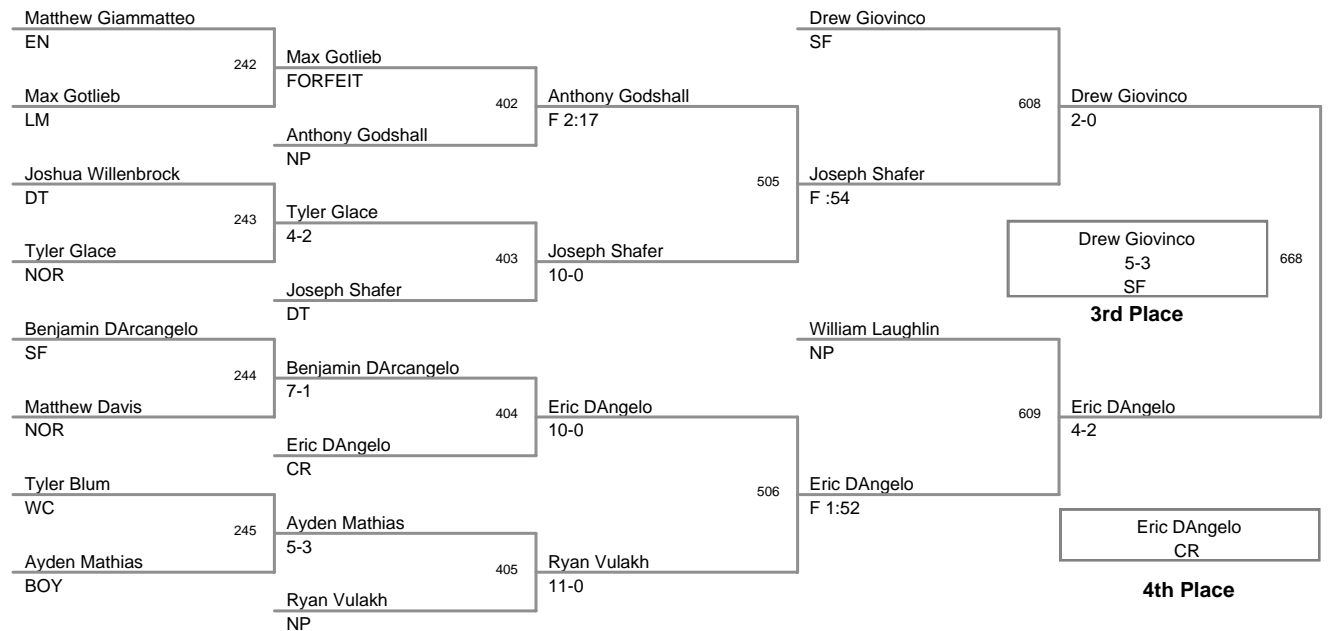 Matthew Giammatteo
EN
242
Max Gotlieb
LM
Joshua Willenbrock
DT
243
Tyler Glace
NOR
Benjamin DArcangelo
SF
244
Matthew Davis
NOR
Tyler Blum
WC
245
Ayden Mathias
BOY
Max Gotlieb
FORFEIT
402
Anthony Godshall
NP
Tyler Glace
4-2
403
Joseph Shafer
DT
Benjamin DArcangelo
7-1
404
Eric DAngelo
CR
Ayden Mathias
5-3
405
Ryan Vulakh
NP
Anthony Godshall
F 2:17
505
Joseph Shafer
10-0
Eric DAngelo
10-0
506
Ryan Vulakh
11-0
Drew Giovinco
SF
608
Joseph Shafer
F :54
William Laughlin
NP
609
Eric DAngelo
F 1:52
Drew Giovinco
2-0
668
Eric DAngelo
4-2
Drew Giovinco
5-3
SF
3rd Place
Eric DAngelo
CR
4th Place